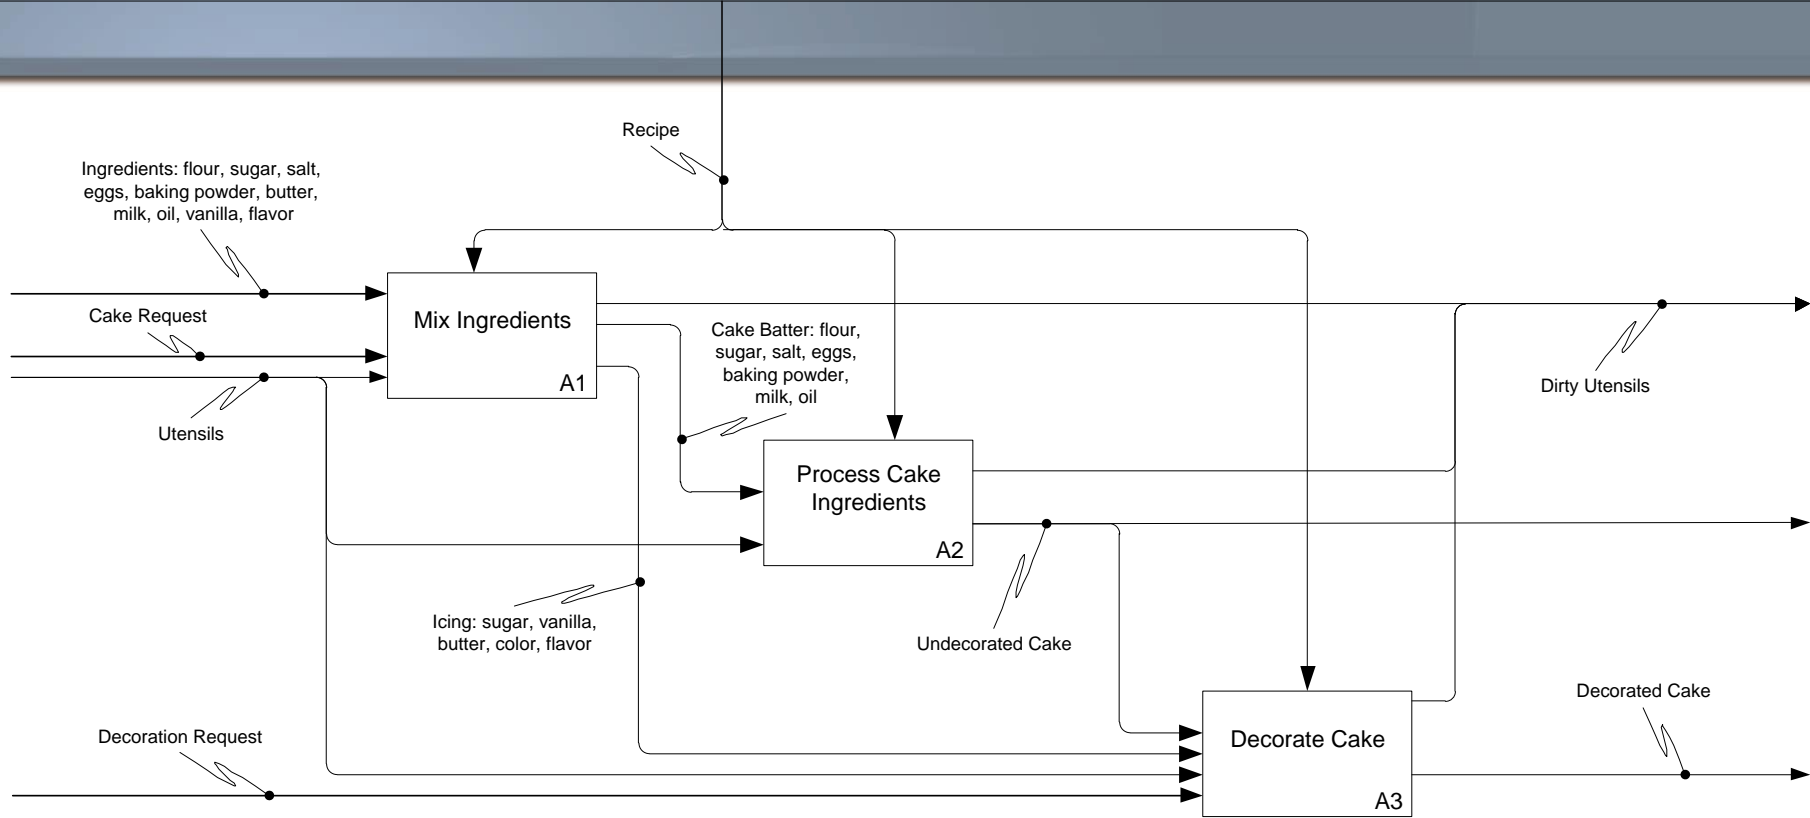 Recipe
Ingredients: flour, sugar, salt,
eggs, baking powder, butter,
milk, oil, vanilla, flavor
Cake Request
Mix Ingredients
A1
Cake Batter: flour,
sugar, salt, eggs,
baking powder,
milk, oil
Dirty Utensils
Utensils
Process Cake
Ingredients
A2
Icing: sugar, vanilla,
butter, color, flavor
Undecorated Cake
Decorated Cake
Decoration Request
Decorate Cake
A3